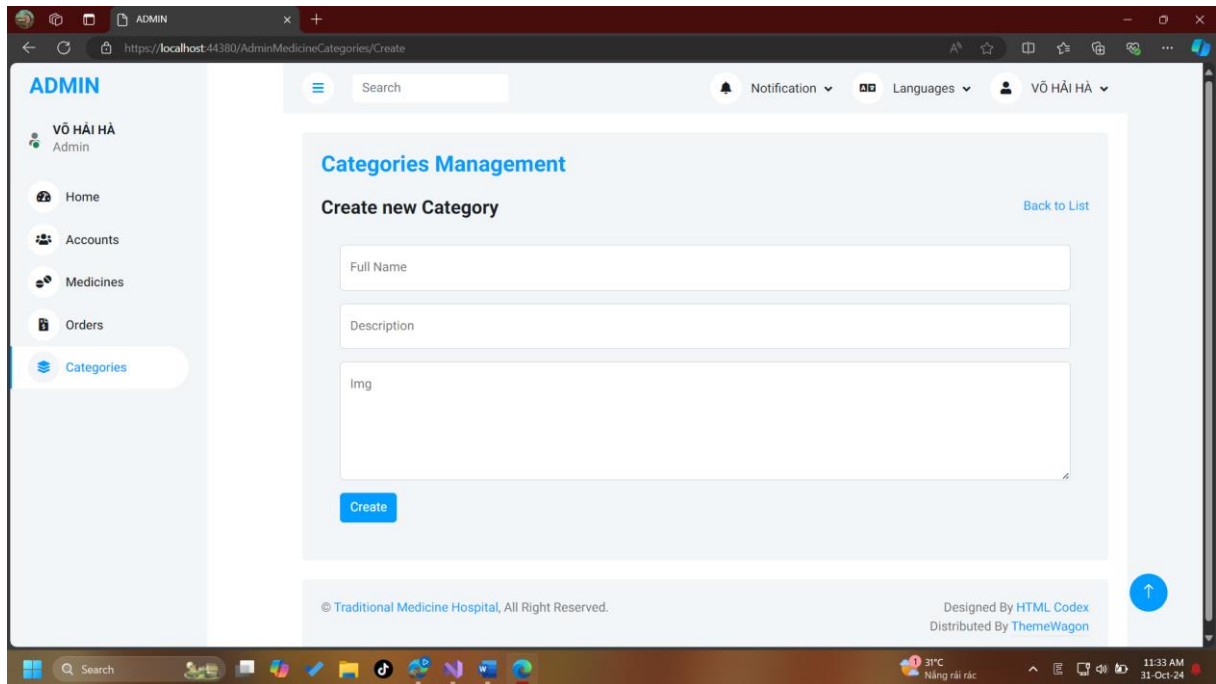 ADMIN
https://localhost:44380/AdminMedicineCategories/Create
ADMIN
Search
Notification
Languages
VÕ HẢI HÀ
VÕ HẢI HÀ
Admin
Home
Accounts
Medicines
Orders
Categories
Categories Management
Create new Category
Back to List
Full Name
Description
Img
Create
© Traditional Medicine Hospital, All Right Reserved.
Designed By HTML Codex
Distributed By ThemeWagon
Search
1
31°C
Nắng rải rác
11:33 AM
31-Oct-24